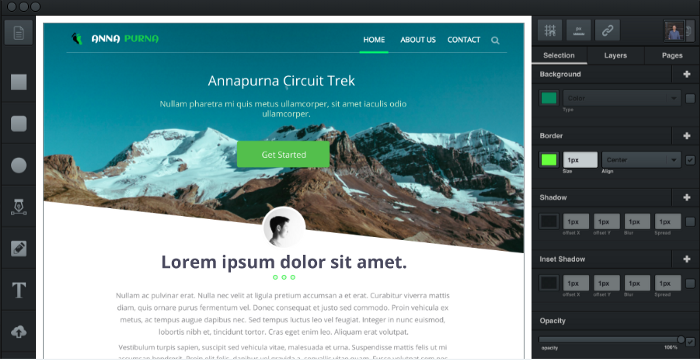 ANNA PURNA
HOME
ABOUT US
CONTACT
Annapurna Circuit Trek
Nullam pharetra mi quis metus ullamcorper, sit amet iaculis odio
ullamcorper.
Get Started
Lorem ipsum dolor sit amet.
Nullam ac pulvinar erat. Nulla nec velit at ligula pretium accumsan a et erat. Curabitur viverra mattis
diam, quis ornare purus fermentum vel. Donec consequat et justo sed commodo. Proin vehicula ex
metus, ac tempus augue dapibus nec. Sed tempus luctus leo vel feugiat. Integer in nunc euismod,
lobortis nibh et, tincidunt tortor. Cras eget enim leo. Aliquam erat volutpat.
Vestibulum turpis sapien, suscipit sed vehicula vitae, malesuada et urna. Suspendisse mattis felis ut mi
T
Selection
Layers
Pages
Background
Color
Type
Border
1px
Center
Size
Align
Shadow
1px
1px
1px
1px
offset X
offset Y
Blur
Spread
Inset Shadow
1px
1px
1px
1px
offset X
offset Y
Blur
Spread
Opacity
opacity
100%